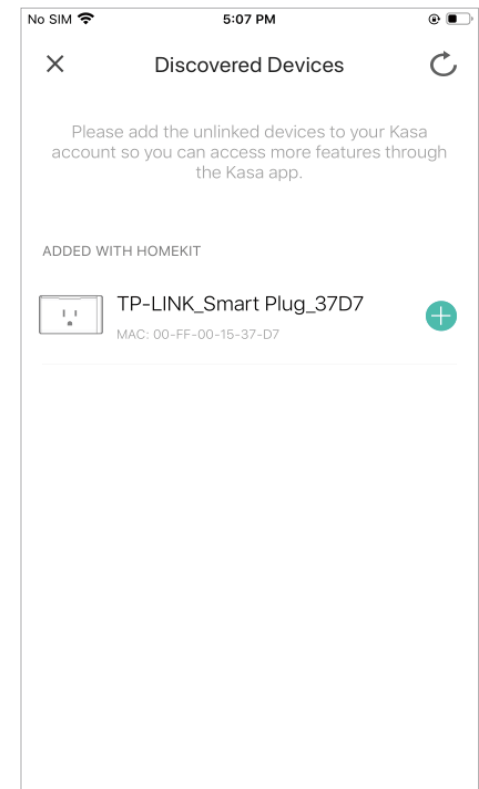 No SIM 5:07 PM
Discovered Devices
Please add the unlinked devices to your Kasa
account so you can access more features through
the Kasa app.
ADDED WITH HOMEKIT
TP-LINK_Smart Plug_37D7
MAC: 00-FF-00-15-37-D7